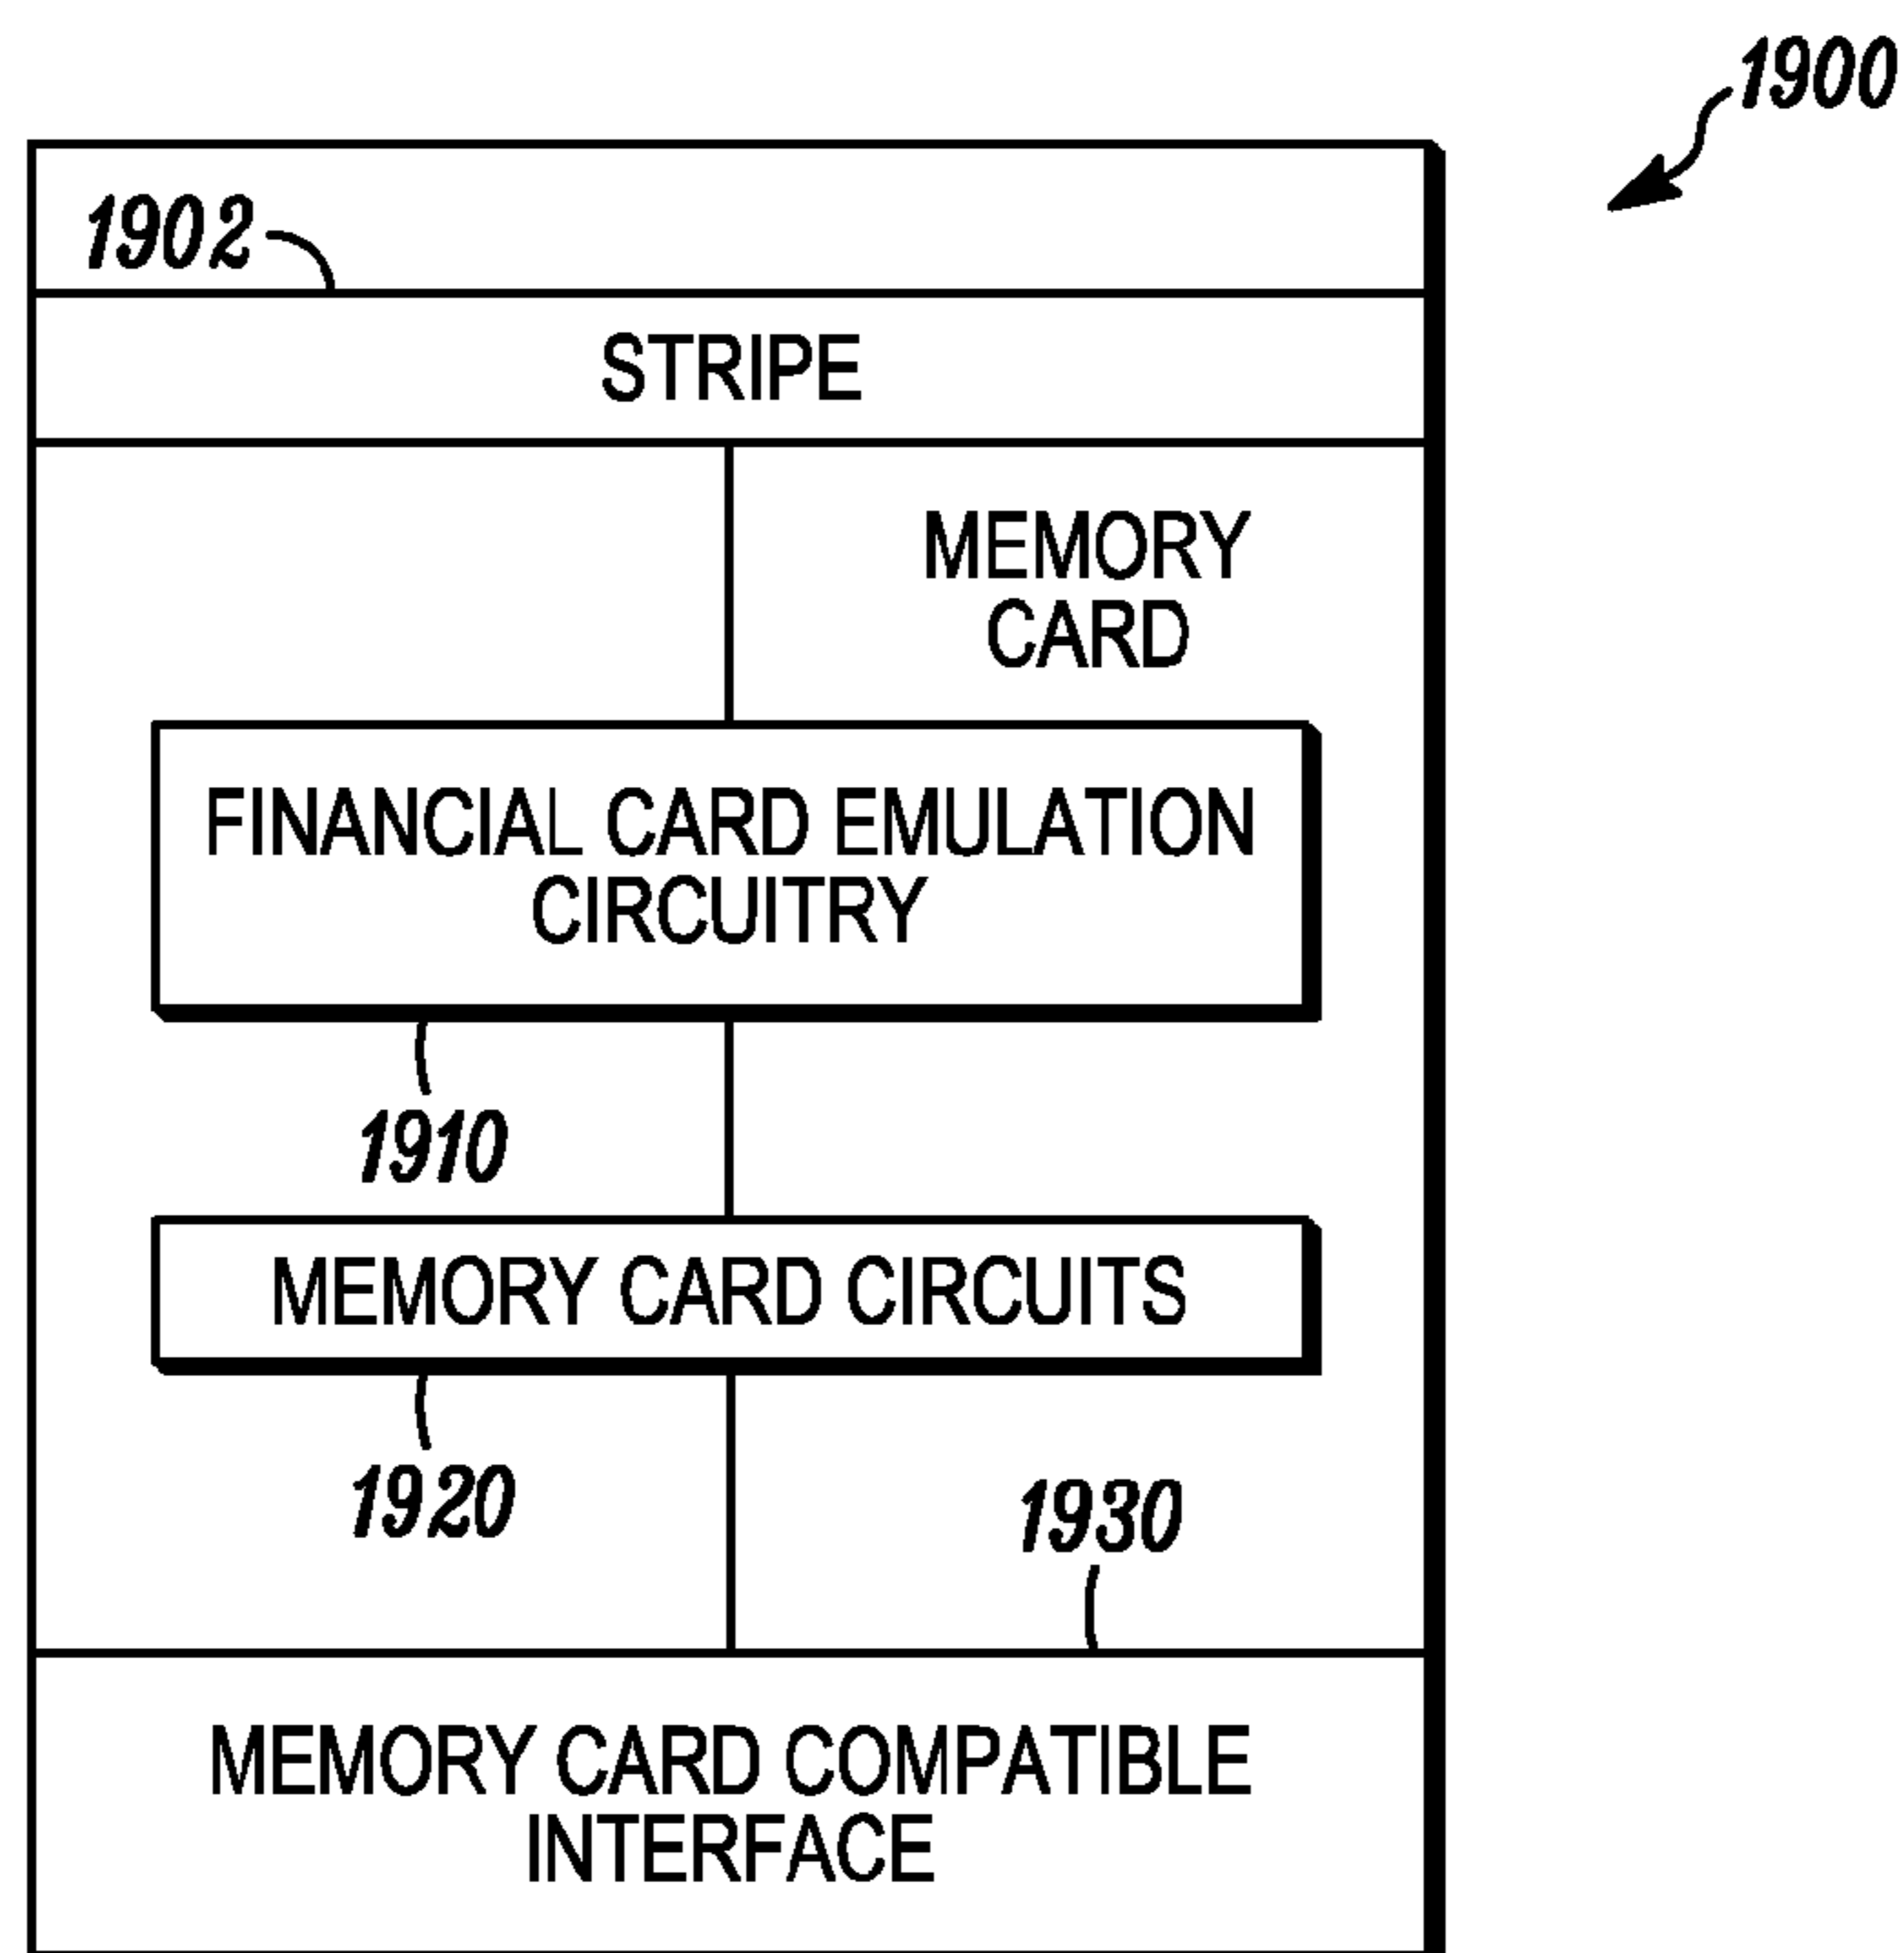 1900
1902
STRIPE
MEMORY
CARD
FINANCIAL CARD EMULATION
CIRCUITRY
1910
MEMORY CARD CIRCUITS
1920
1930
MEMORY CARD COMPATIBLE
INTERFACE